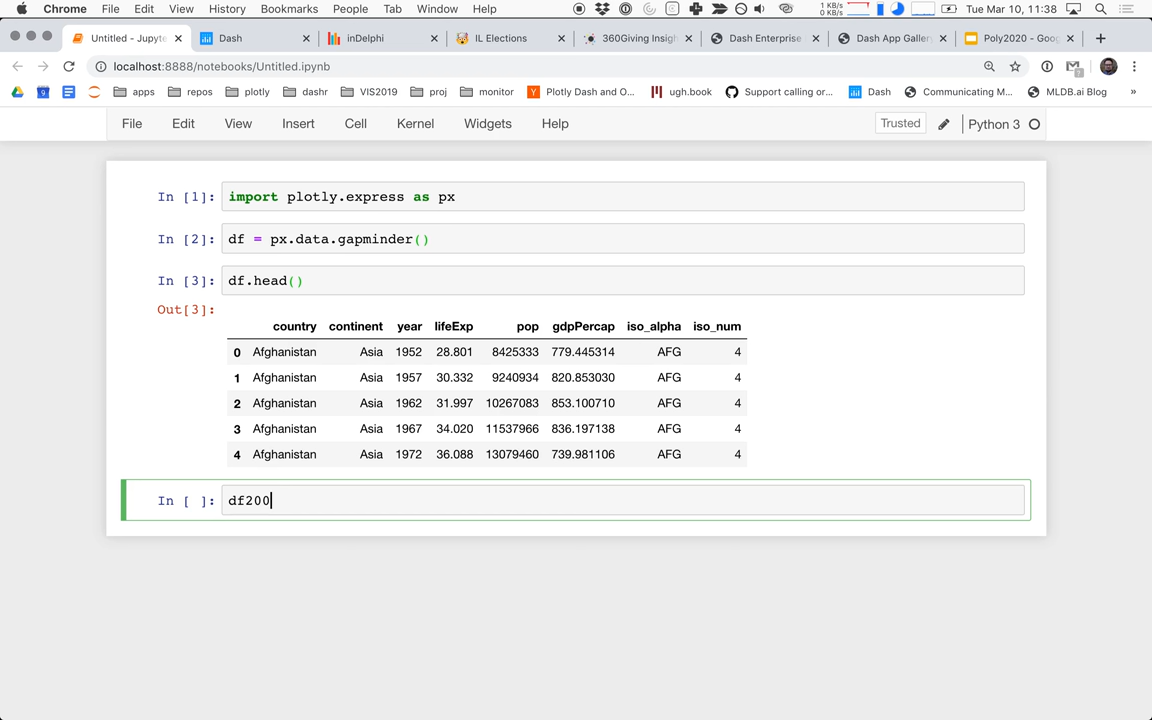 Chrome File Edit View History Bookmarks People Tab Window Help 1 KB/s 0 KB/s Tue Mar 10, 11:38
Untitled - Jupyte Dash inDelphi IL Elections 360Giving Insigh Dash Enterprise Dash App Gallery Poly2020 - Goog
localhost:8888/notebooks/Untitled.ipynb
apps repos plotly dashr VIS2019 proj monitor Plotly Dash and O... ugh.book Support calling or... Dash Communicating M... MLDB.ai Blog »
File Edit View Insert Cell Kernel Widgets Help Trusted Python 3
In [1]: import plotly.express as px
In [2]: df = px.data.gapminder()
In [3]: df.head()
Out[3]:
country continent year lifeExp pop gdpPercap iso_alpha iso_num
0 Afghanistan Asia 1952 28.801 8425333 779.445314 AFG 4
1 Afghanistan Asia 1957 30.332 9240934 820.853030 AFG 4
2 Afghanistan Asia 1962 31.997 10267083 853.100710 AFG 4
3 Afghanistan Asia 1967 34.020 11537966 836.197138 AFG 4
4 Afghanistan Asia 1972 36.088 13079460 739.981106 AFG 4
In [ ]: df200